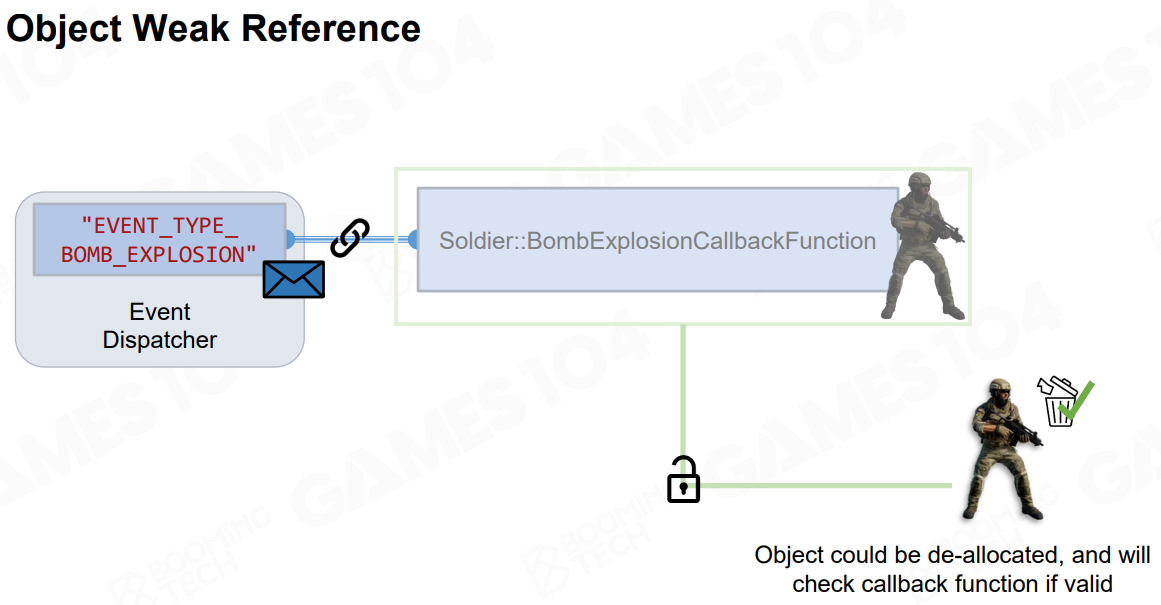 Object Weak Reference
"EVENT_TYPE_
BOMB_EXPLOSION"
Event
Dispatcher
Soldier::BombExplosionCallbackFunction
Object could be de-allocated, and will
check callback function if valid
GAMES104
BOOMING
TECH